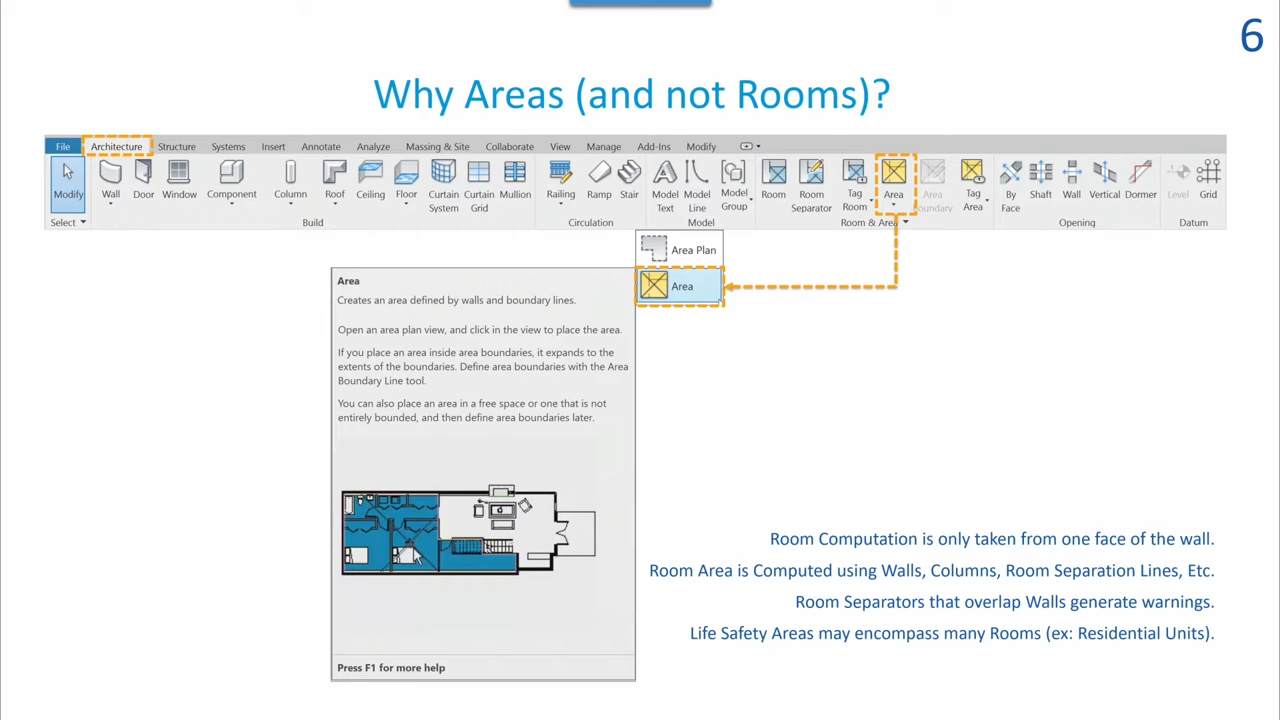 6
Why Areas (and not Rooms)?
File Architecture Structure Systems Insert Annotate Analyze Massing & Site Collaborate View Manage Add-Ins Modify
Modify Wall Door Window Component Column Roof Ceiling Floor Curtain System Curtain Grid Mullion Railing Ramp Stair Model Text Model Line Model Group Room Room Separator Tag Room Area Area Boundary Tag Area By Face Shaft Wall Vertical Dormer Level Grid
Select Build Circulation Model Room & Area Opening Datum
Area Plan
Area
Area
Creates an area defined by walls and boundary lines.
Open an area plan view, and click in the view to place the area.
If you place an area inside area boundaries, it expands to the
extents of the boundaries. Define area boundaries with the Area
Boundary Line tool.
You can also place an area in a free space or one that is not
entirely bounded, and then define area boundaries later.
Press F1 for more help
Room Computation is only taken from one face of the wall.
Room Area is Computed using Walls, Columns, Room Separation Lines, Etc.
Room Separators that overlap Walls generate warnings.
Life Safety Areas may encompass many Rooms (ex: Residential Units).